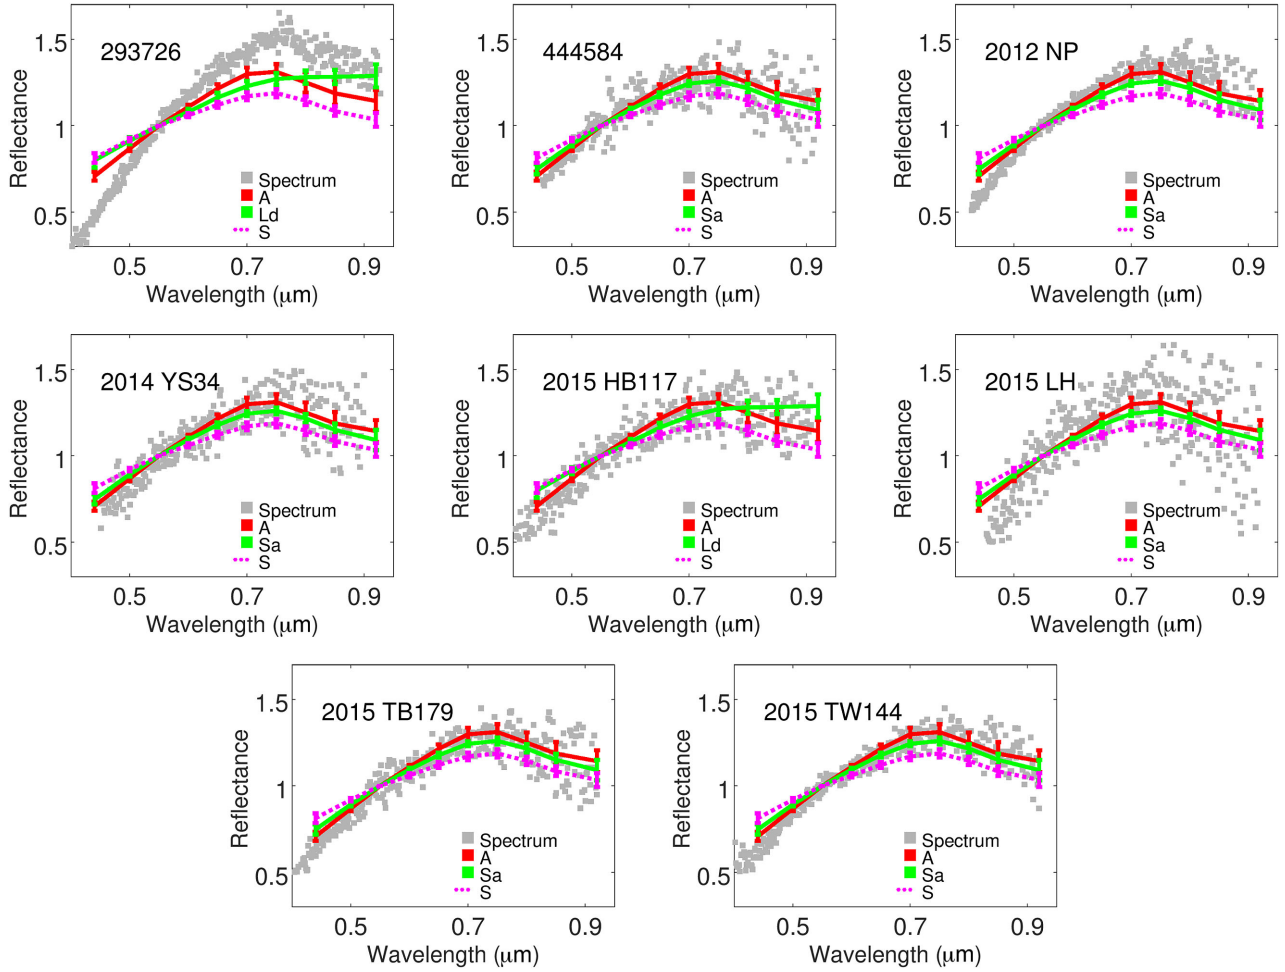 293726
1.5
1
0.5
Reflectance
Spectrum
A
Ld
S
0.5 0.7 0.9
Wavelength (μm)
444584
1.5
1
0.5
Reflectance
Spectrum
A
Sa
S
0.5 0.7 0.9
Wavelength (μm)
2012 NP
1.5
1
0.5
Reflectance
Spectrum
A
Sa
S
0.5 0.7 0.9
Wavelength (μm)
2014 YS34
1.5
1
0.5
Reflectance
Spectrum
A
Sa
S
0.5 0.7 0.9
Wavelength (μm)
2015 HB117
1.5
1
0.5
Reflectance
Spectrum
A
Ld
S
0.5 0.7 0.9
Wavelength (μm)
2015 LH
1.5
1
0.5
Reflectance
Spectrum
A
Sa
S
0.5 0.7 0.9
Wavelength (μm)
2015 TB179
1.5
1
0.5
Reflectance
Spectrum
A
Sa
S
0.5 0.7 0.9
Wavelength (μm)
2015 TW144
1.5
1
0.5
Reflectance
Spectrum
A
Sa
S
0.5 0.7 0.9
Wavelength (μm)